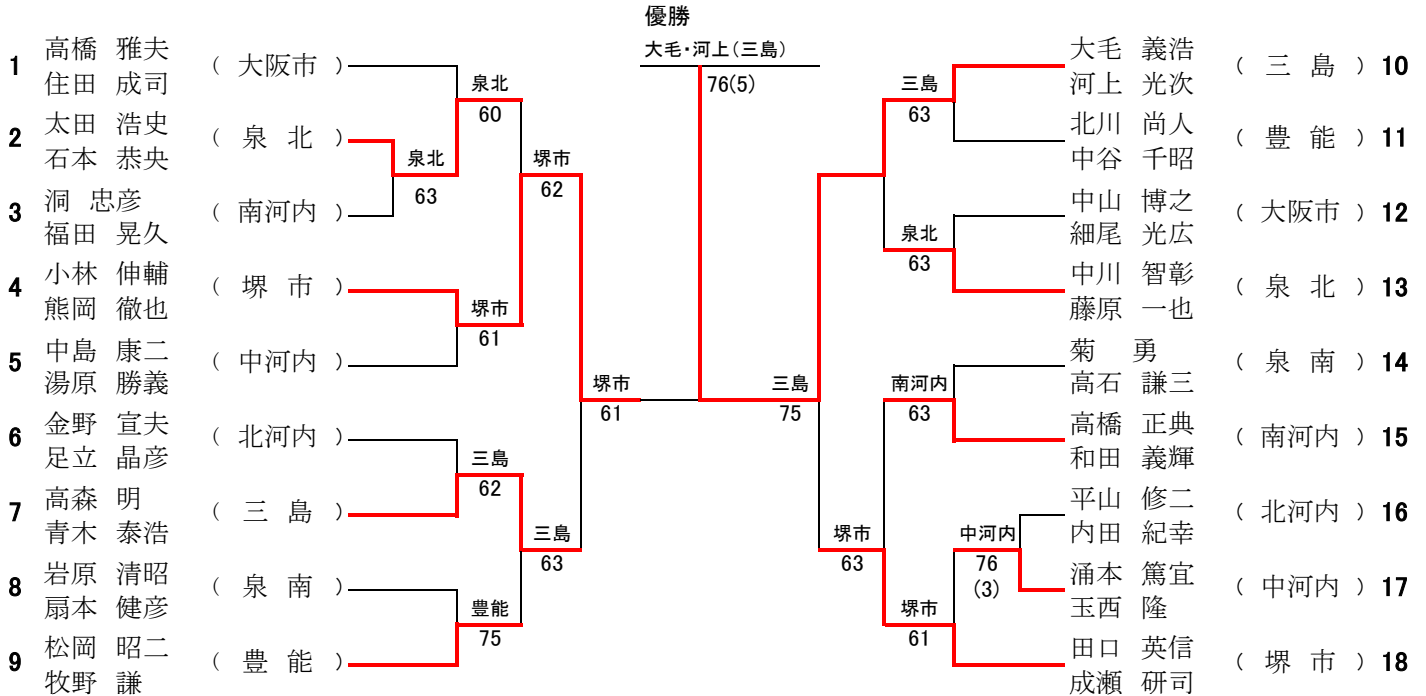 優勝
大毛・河上(三島)
76(5)
1 高橋 雅夫 住田 成司 ( 大阪市 )
2 太田 浩史 石本 恭央 ( 泉 北 )
3 洞 忠彦 福田 晃久 ( 南河内 )
4 小林 伸輔 熊岡 徹也 ( 堺 市 )
5 中島 康二 湯原 勝義 ( 中河内 )
6 金野 宣夫 足立 晶彦 ( 北河内 )
7 高森 明 青木 泰浩 ( 三 島 )
8 岩原 清昭 扇本 健彦 ( 泉 南 )
9 松岡 昭二 牧野 謙 ( 豊 能 )
泉北
60
泉北
63
堺市
62
堺市
61
堺市
61
三島
62
三島
63
豊能
75
三島
75
三島
63
泉北
63
南河内
63
堺市
63
中河内
76
(3)
堺市
61
大毛 義浩 河上 光次 ( 三 島 ) 10
北川 尚人 中谷 千昭 ( 豊 能 ) 11
中山 博之 細尾 光広 ( 大阪市 ) 12
中川 智彰 藤原 一也 ( 泉 北 ) 13
菊 勇 高石 謙三 ( 泉 南 ) 14
高橋 正典 和田 義輝 ( 南河内 ) 15
平山 修二 内田 紀幸 ( 北河内 ) 16
涌本 篤宜 玉西 隆 ( 中河内 ) 17
田口 英信 成瀬 研司 ( 堺 市 ) 18